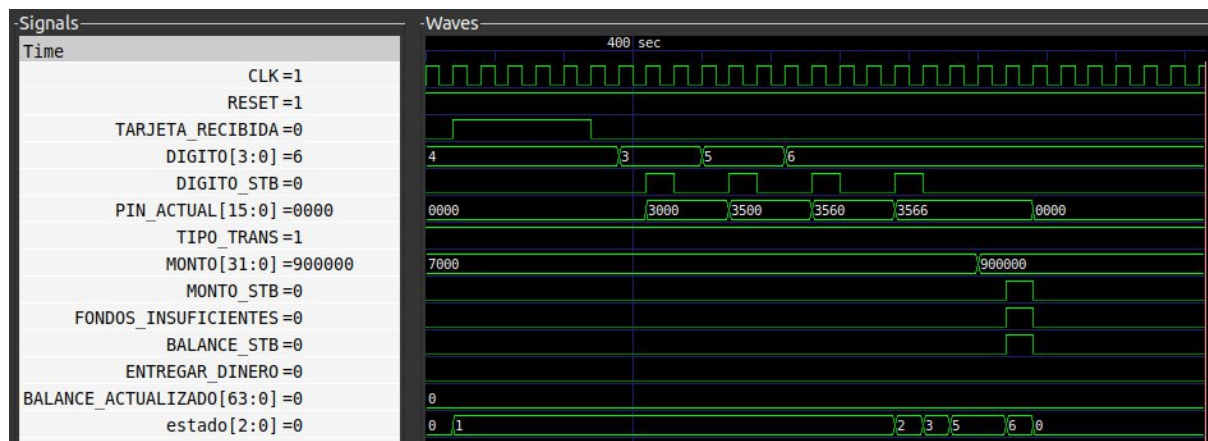 Signals
Waves
Time
400 sec
CLK =1
RESET =1
TARJETA_RECIBIDA =0
DIGITO[3:0] =6
4 3 5 6
DIGITO_STB =0
PIN_ACTUAL[15:0] =0000
0000 3000 3500 3560 3566 0000
TIPO_TRANS =1
MONTO[31:0] =900000
7000 900000
MONTO_STB =0
FONDOS_INSUFICIENTES =0
BALANCE_STB =0
ENTREGAR_DINERO =0
BALANCE_ACTUALIZADO[63:0] =0
0
estado[2:0] =0
0 1 2 3 5 6 0